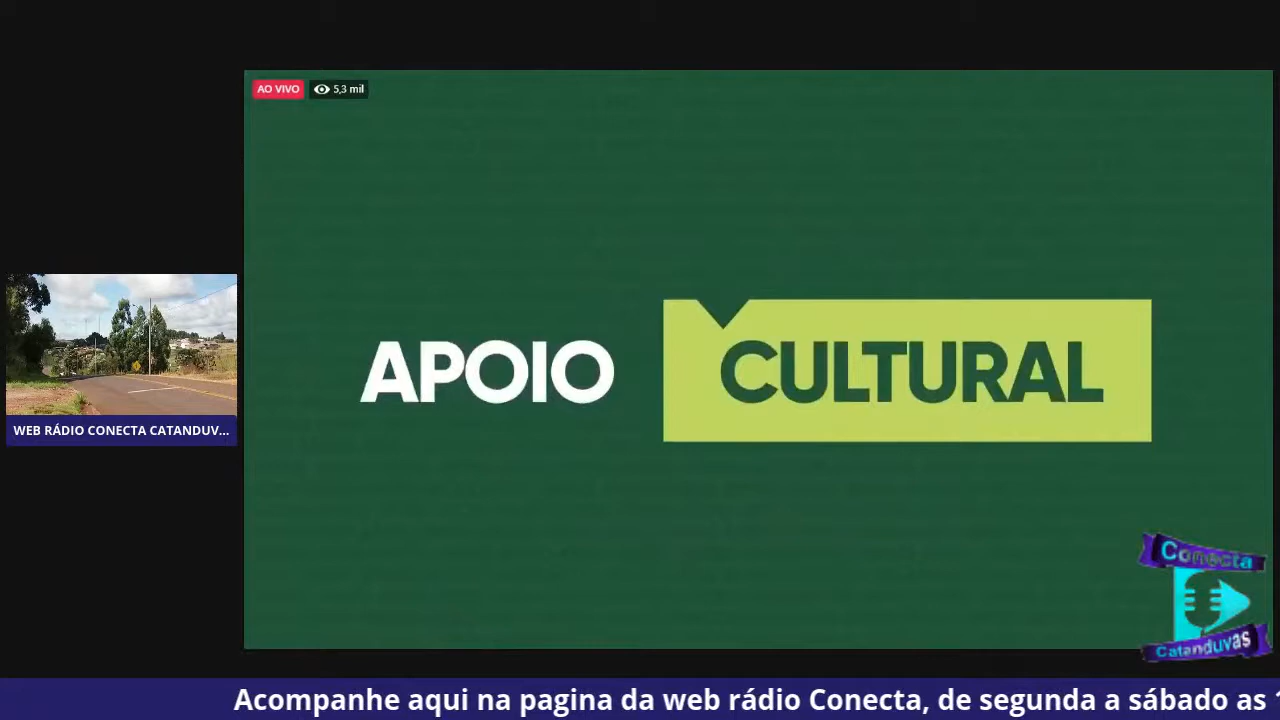 AO VIVO 5,3 mil
APOIO CULTURAL
WEB RÁDIO CONECTA CATANDUV...
Conecta
Catanduvas
Acompanhe aqui na pagina da web rádio Conecta, de segunda a sábado as